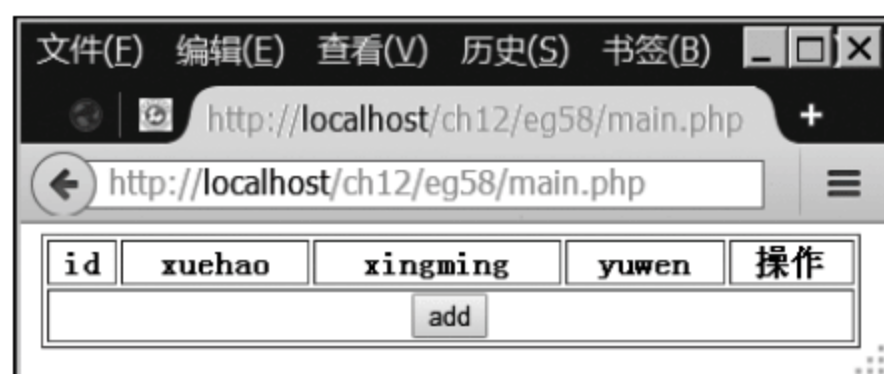 文件(F) 编辑(E) 查看(V) 历史(S) 书签(B)
http://localhost/ch12/eg58/main.php
http://localhost/ch12/eg58/main.php
id xuehao xingming yuwen 操作
add